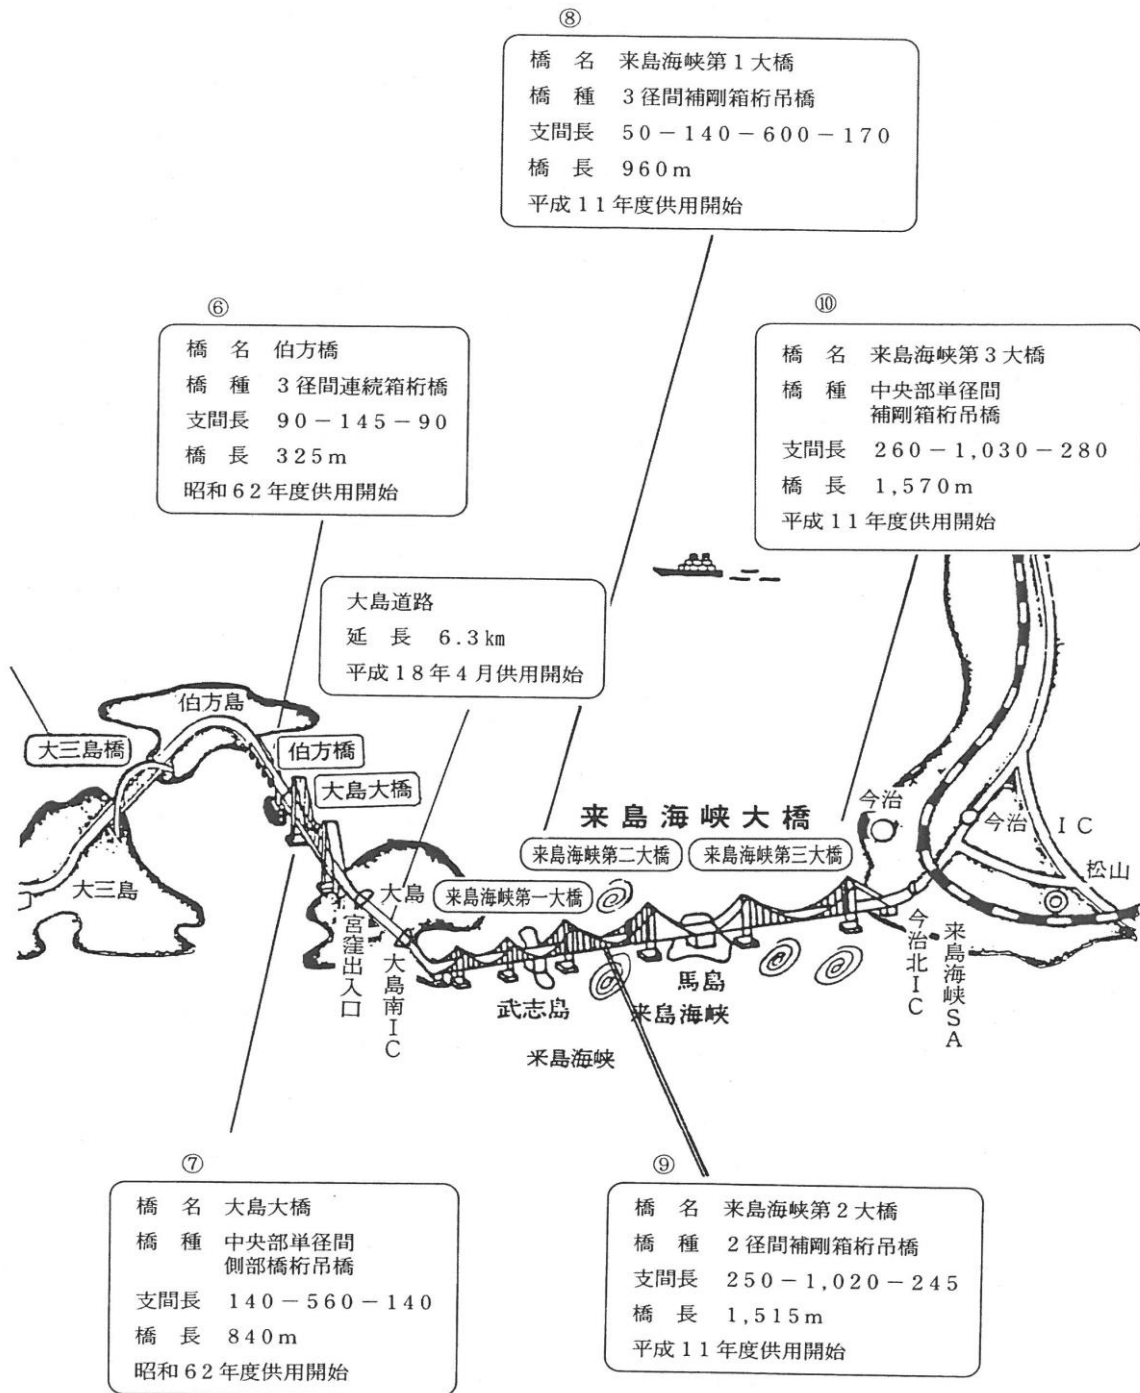 ⑧
橋 名 来島海峡第1大橋
橋 種 3径間補剛箱桁吊橋
支間長 50-140-600-170
橋 長 960m
平成11年度供用開始
⑥
橋 名 伯方橋
橋 種 3径間連続箱桁橋
支間長 90-145-90
橋 長 325m
昭和62年度供用開始
⑩
橋 名 来島海峡第3大橋
橋 種 中央部単径間
補剛箱桁吊橋
支間長 260-1,030-280
橋 長 1,570m
平成11年度供用開始
大島道路
延 長 6.3㎞
平成18年4月供用開始
伯方島
大三島橋
伯方橋
大島大橋
来島海峡大橋
来島海峡第二大橋
来島海峡第三大橋
来島海峡第一大橋
今治
今治 IC
松山
大三島
大島
宮窪出入口
大島南IC
武志島
馬島
来島海峡
来島海峡
今治北IC
来島海峡SA
⑦
橋 名 大島大橋
橋 種 中央部単径間
側部橋桁吊橋
支間長 140-560-140
橋 長 840m
昭和62年度供用開始
⑨
橋 名 来島海峡第2大橋
橋 種 2径間補剛箱桁吊橋
支間長 250-1,020-245
橋 長 1,515m
平成11年度供用開始